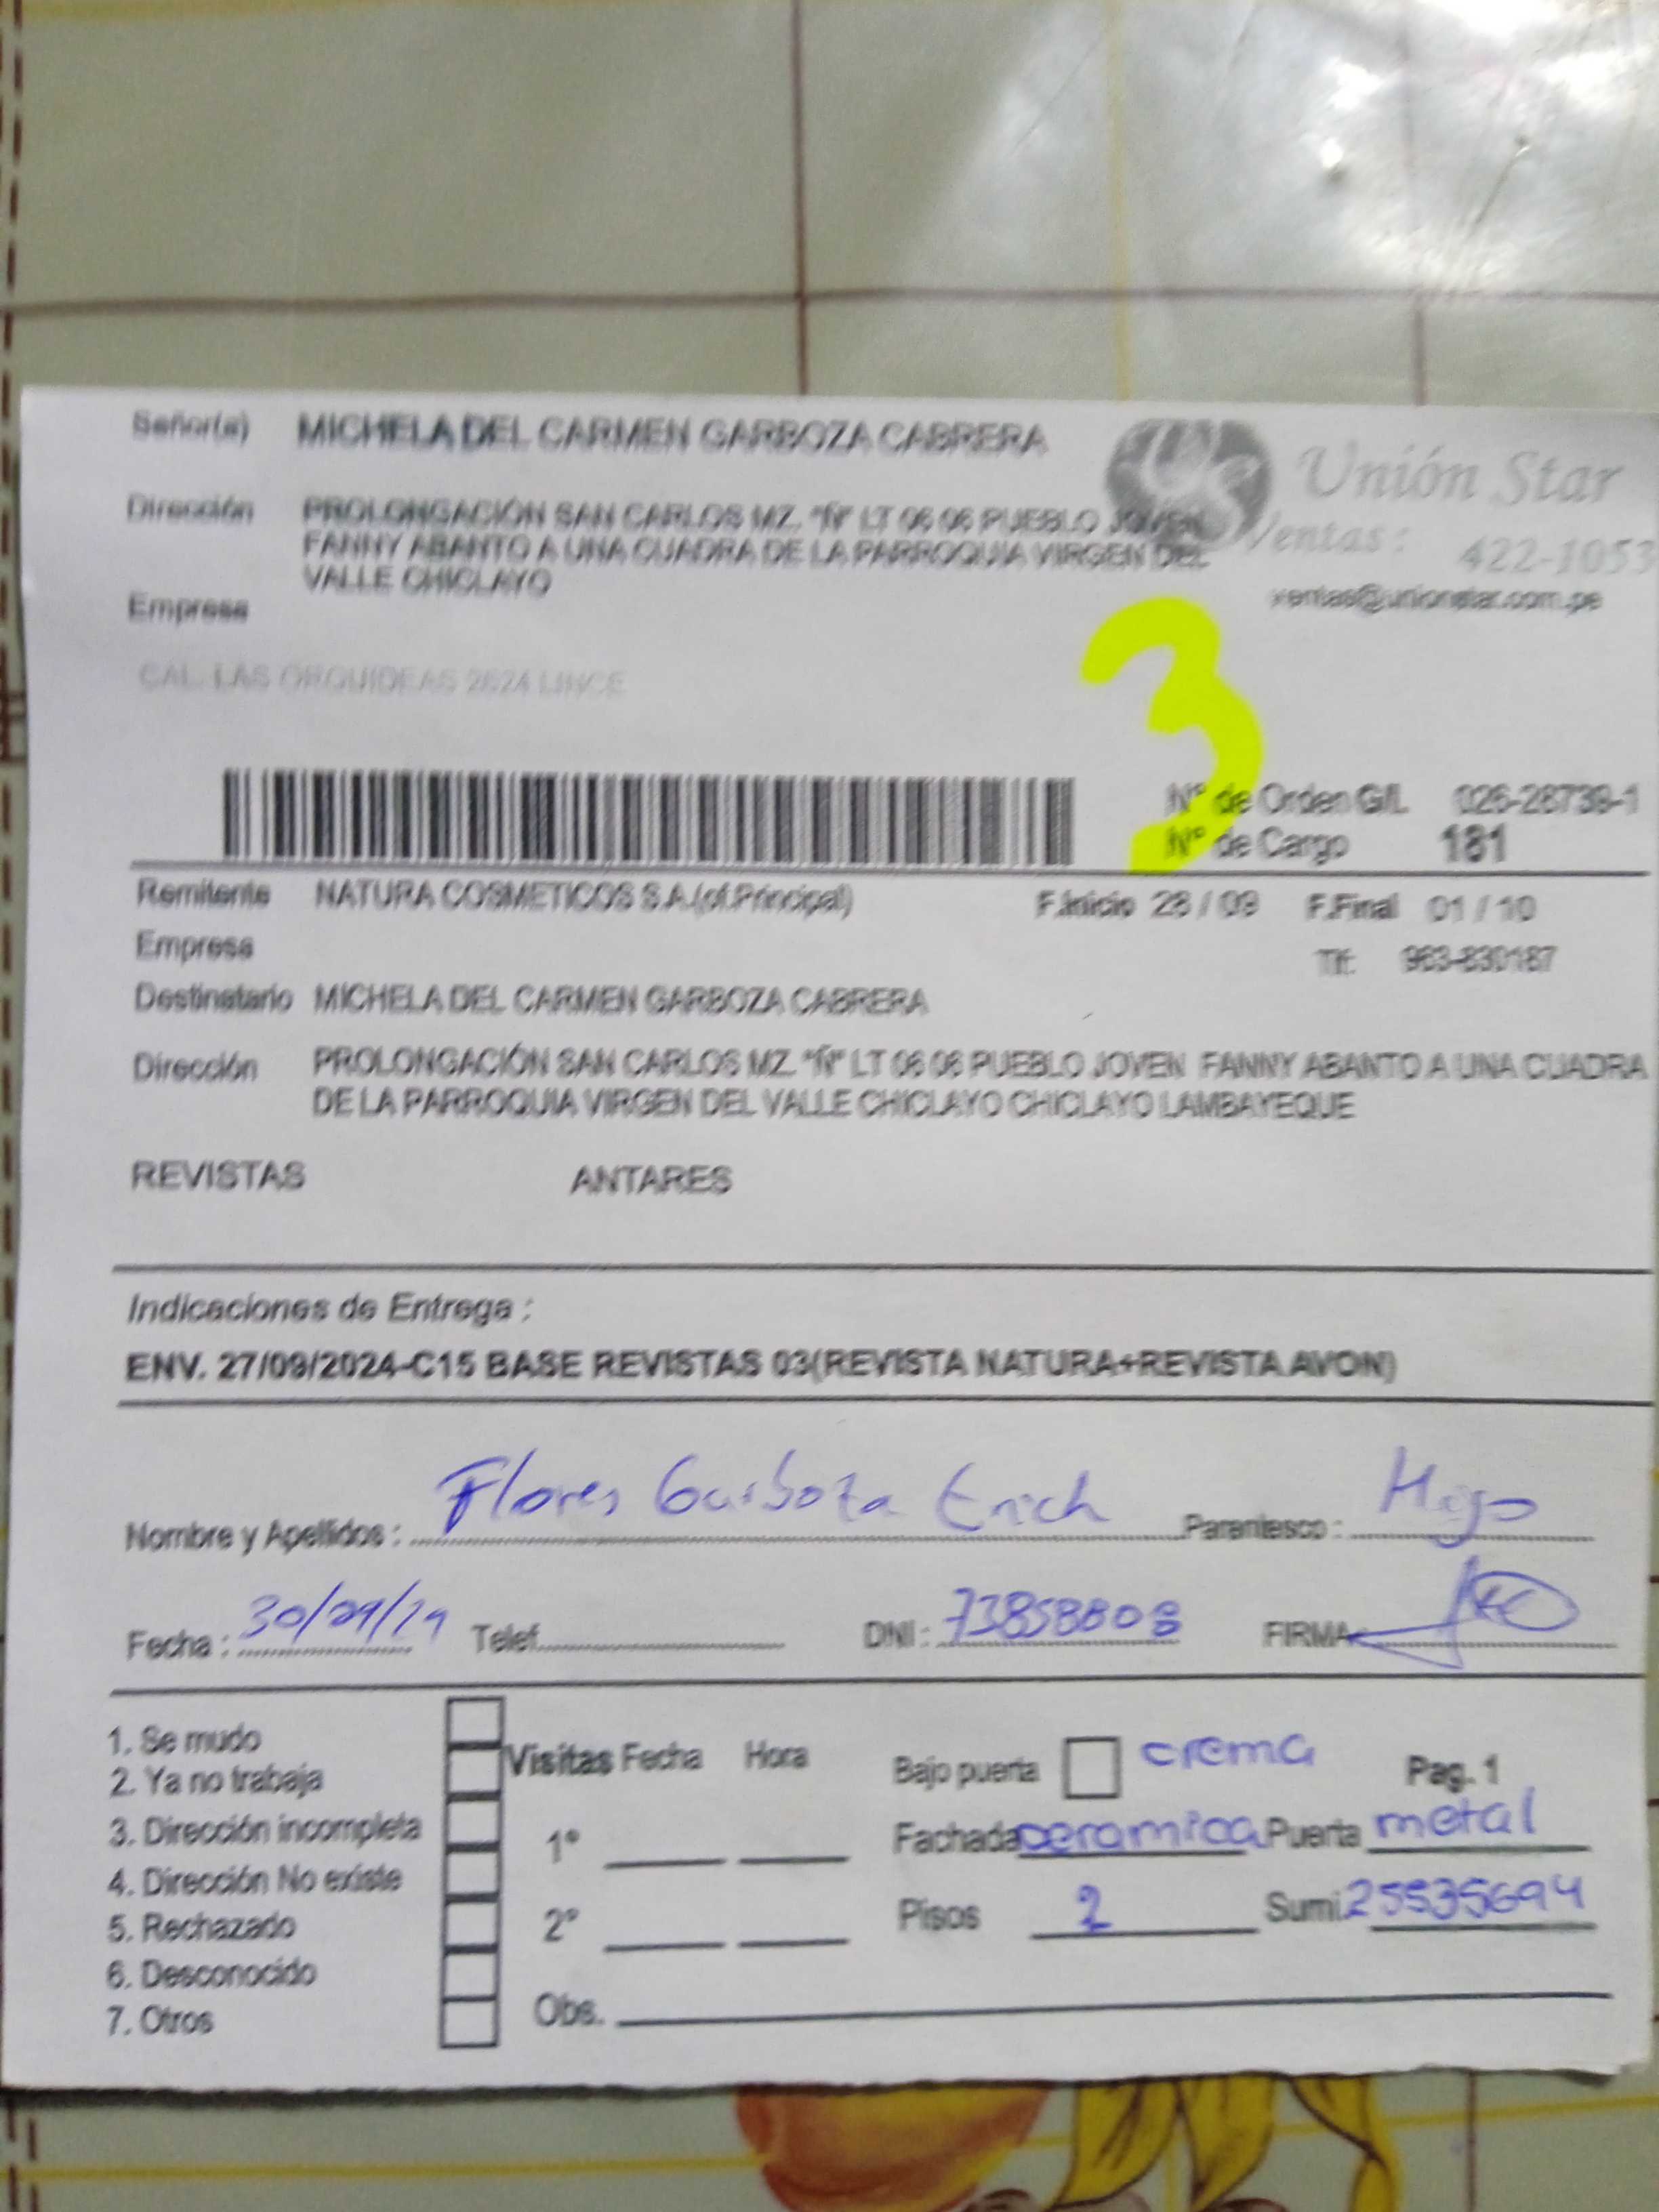 Señor(a) MICHELA DEL CARMEN GARBOZA CABRERA
Unión Star
Dirección PROLONGACIÓN SAN CARLOS MZ. "Ñ" LT 06 06 PUEBLO JOVEN
FANNY ABANTO A UNA CUADRA DE LA PARROQUIA VIRGEN DEL
VALLE CHICLAYO
Ventas: 422-1053
ventas@unionstar.com.pe
Empresa
CAL. LAS ORQUIDEAS 2624 LINCE
3
Nº de Orden G/L 026-28739-1
Nº de Cargo 181
Remitente NATURA COSMETICOS S.A.(of.Principal) F.Inicio 28 / 09 F.Final 01 / 10
Empresa Tlf: 963-830187
Destinatario MICHELA DEL CARMEN GARBOZA CABRERA
Dirección PROLONGACIÓN SAN CARLOS MZ. "Ñ" LT 06 06 PUEBLO JOVEN FANNY ABANTO A UNA CUADRA
DE LA PARROQUIA VIRGEN DEL VALLE CHICLAYO CHICLAYO LAMBAYEQUE
REVISTAS ANTARES
Indicaciones de Entrega :
ENV. 27/09/2024-C15 BASE REVISTAS 03(REVISTA NATURA+REVISTA AVON)
Nombre y Apellidos : Flores Garboza Erich Parentesco : Hijo
Fecha : Telef. DNI : 73858808 FIRMA
1. Se mudo
2. Ya no trabaja
3. Dirección incompleta
4. Dirección No existe
5. Rechazado
6. Desconocido
7. Otros
Visitas Fecha Hora
1º
2º
Obs.
Bajo puerta crema Pag. 1
Fachada ceramica Puerta metal
Pisos 2 Sumi. 25535694